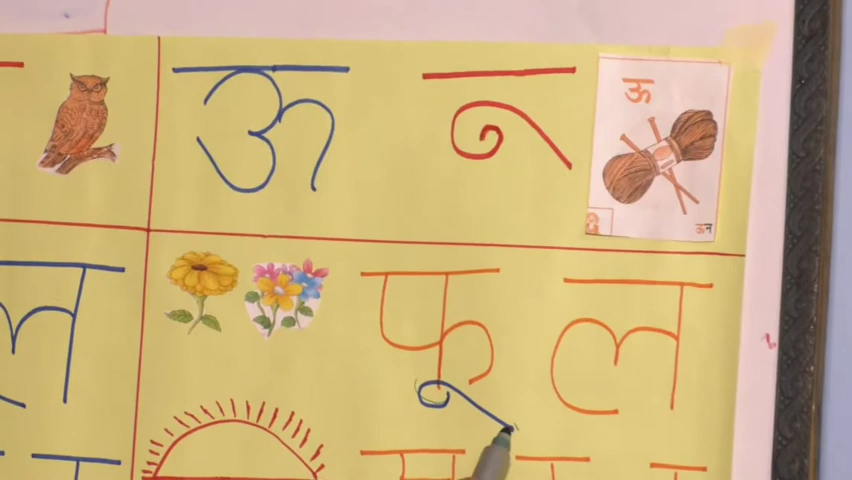 ऊ ू ऊ
ऊन
ल फूल